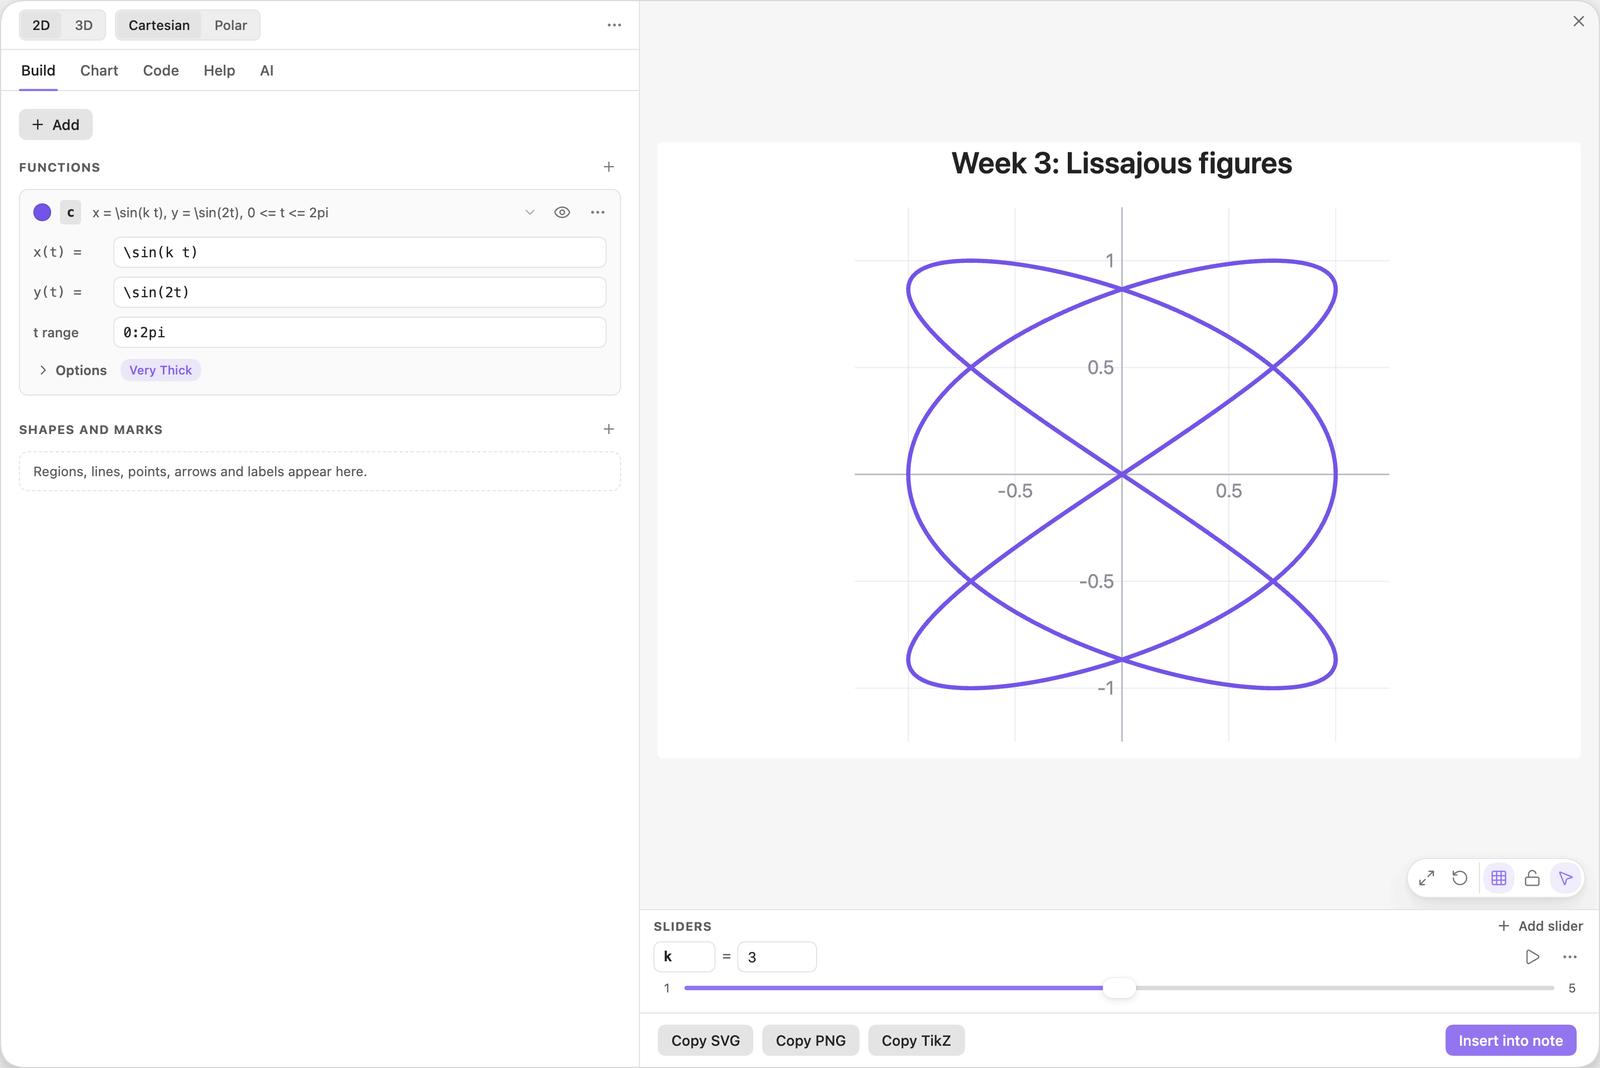 2D 3D Cartesian Polar
Build Chart Code Help AI
+ Add
FUNCTIONS
c x = \sin(k t), y = \sin(2t), 0 <= t <= 2pi
x(t) = \sin(k t)
y(t) = \sin(2t)
t range 0:2pi
Options Very Thick
SHAPES AND MARKS
Regions, lines, points, arrows and labels appear here.
Week 3: Lissajous figures
1
0.5
-0.5 0.5
-0.5
-1
SLIDERS + Add slider
k = 3
1 5
Copy SVG Copy PNG Copy TikZ Insert into note